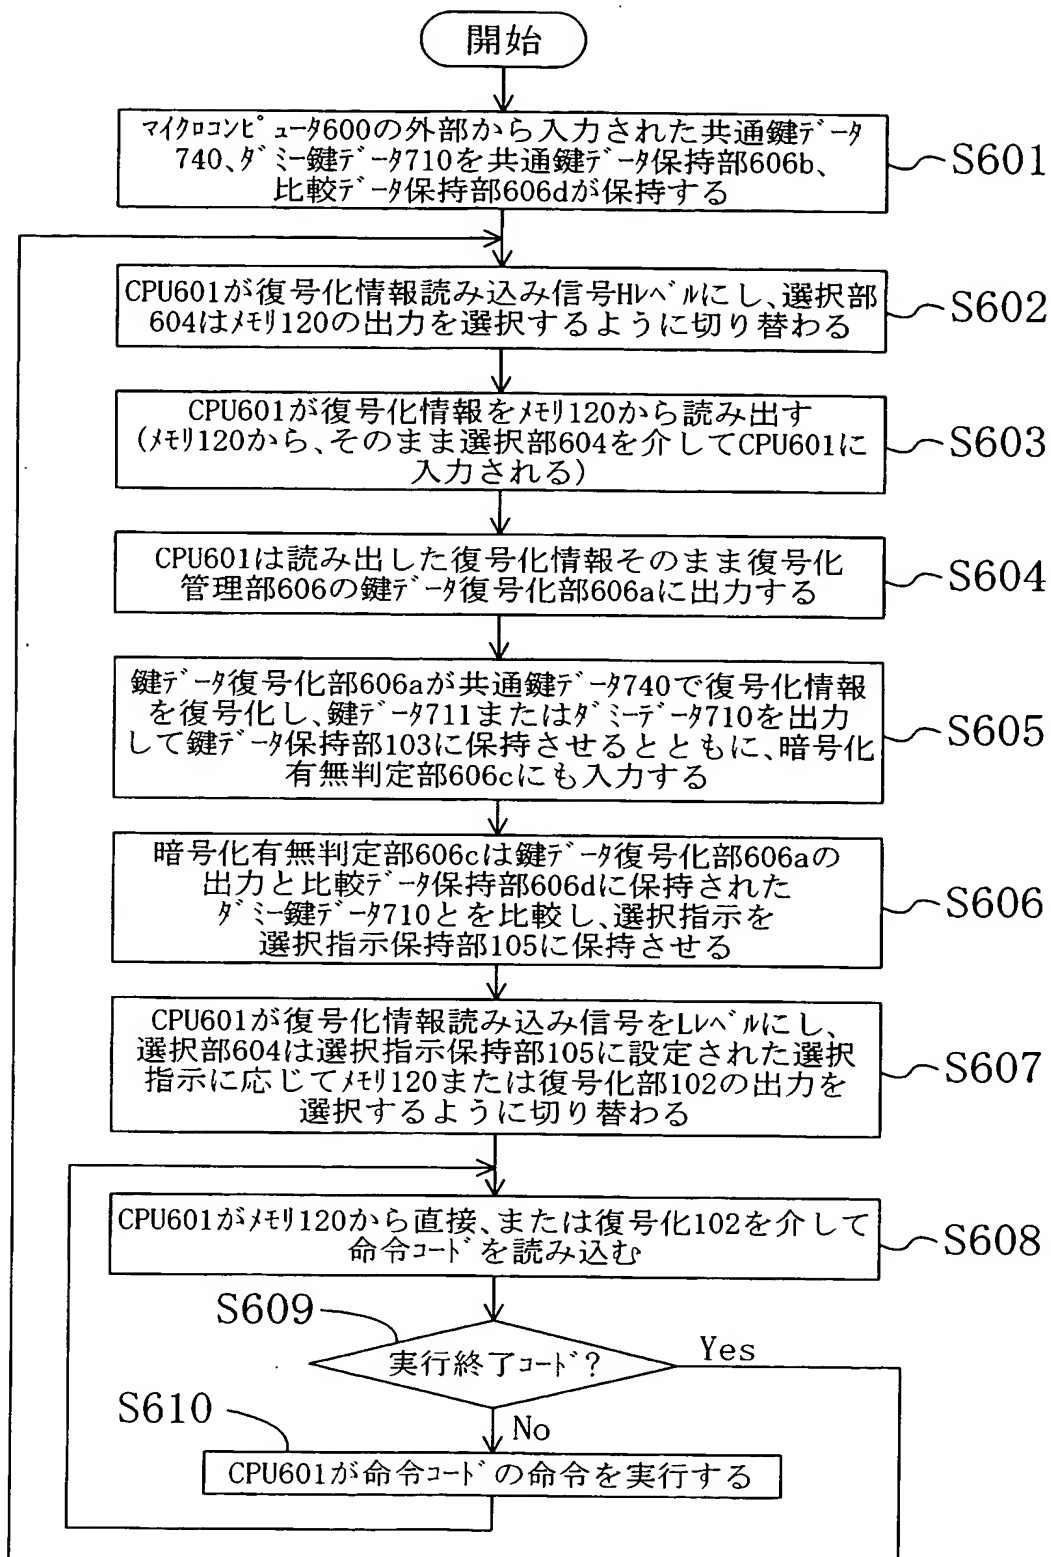 開始
ﾏｲｸﾛｺﾝﾋﾟｭｰﾀ600の外部から入力された共通鍵ﾃﾞｰﾀ
740、ﾀﾞﾐｰ鍵ﾃﾞｰﾀ710を共通鍵ﾃﾞｰﾀ保持部606b、
比較ﾃﾞｰﾀ保持部606dが保持する
S601
CPU601が復号化情報読み込み信号Hﾚﾍﾞﾙにし、選択部
604はﾒﾓﾘ120の出力を選択するように切り替わる
S602
CPU601が復号化情報をﾒﾓﾘ120から読み出す
(ﾒﾓﾘ120から、そのまま選択部604を介してCPU601に
入力される)
S603
CPU601は読み出した復号化情報そのまま復号化
管理部606の鍵ﾃﾞｰﾀ復号化部606aに出力する
S604
鍵ﾃﾞｰﾀ復号化部606aが共通鍵ﾃﾞｰﾀ740で復号化情報
を復号化し、鍵ﾃﾞｰﾀ711またはﾀﾞﾐｰﾃﾞｰﾀ710を出力
して鍵ﾃﾞｰﾀ保持部103に保持させるとともに、暗号化
有無判定部606cにも入力する
S605
暗号化有無判定部606cは鍵ﾃﾞｰﾀ復号化部606aの
出力と比較ﾃﾞｰﾀ保持部606dに保持された
ﾀﾞﾐｰ鍵ﾃﾞｰﾀ710とを比較し、選択指示を
選択指示保持部105に保持させる
S606
CPU601が復号化情報読み込み信号をLﾚﾍﾞﾙにし、
選択部604は選択指示保持部105に設定された選択
指示に応じてﾒﾓﾘ120または復号化部102の出力を
選択するように切り替わる
S607
CPU601がﾒﾓﾘ120から直接、または復号化102を介して
命令ｺｰﾄﾞを読み込む
S608
S609
実行終了ｺｰﾄﾞ?
Yes
No
S610
CPU601が命令ｺｰﾄﾞの命令を実行する